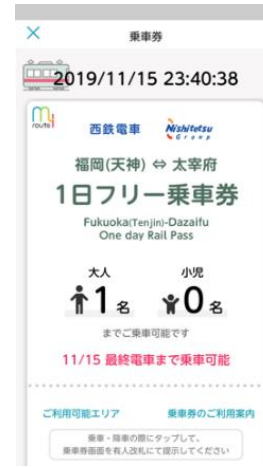 ×
乗車券
2019/11/15 23:40:38
my
route
西鉄電車
Nishitetsu
Group
福岡(天神) ⇔ 太宰府
1日フリー乗車券
Fukuoka(Tenjin)-Dazaifu
One day Rail Pass
大人 小児
1名 0名
までご乗車可能です
11/15 最終電車まで乗車可能
ご利用可能エリア 乗車券のご利用案内
乗車・降車の際にタップして、
乗車券画面を有人改札にて提示してください